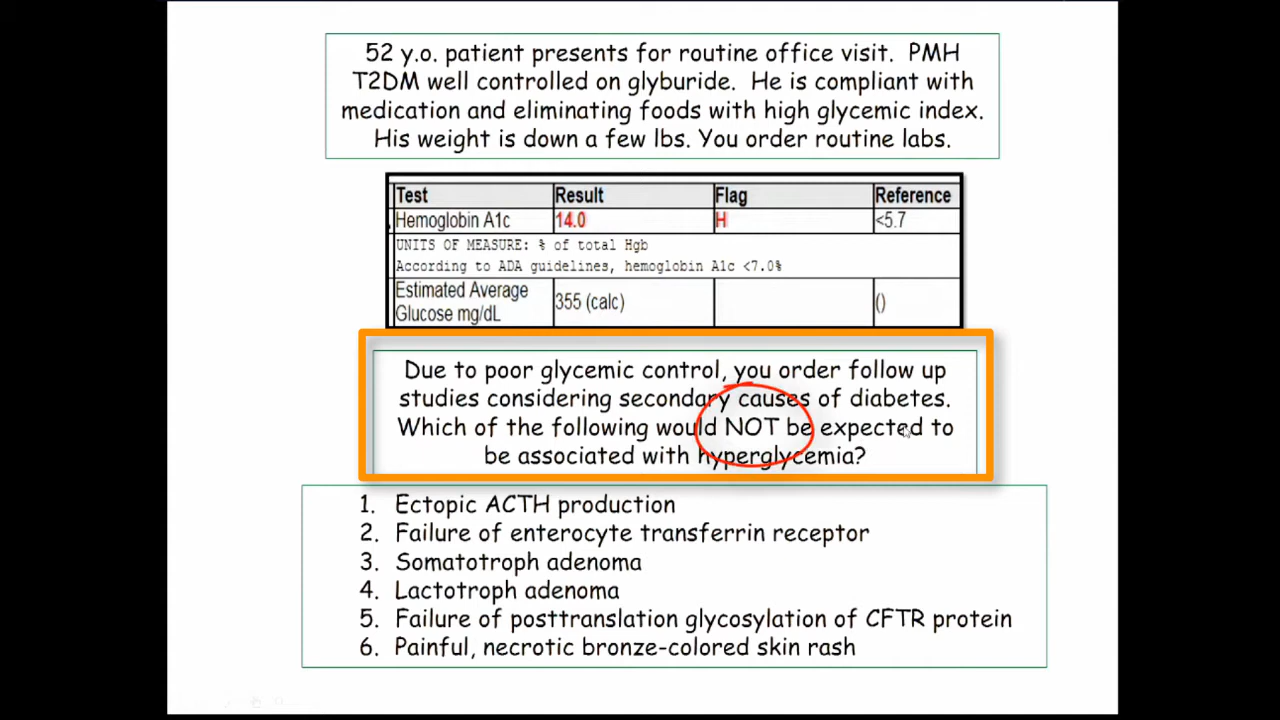 52 y.o. patient presents for routine office visit.  PMH
T2DM well controlled on glyburide.  He is compliant with
medication and eliminating foods with high glycemic index.
His weight is down a few lbs. You order routine labs.
Test Result Flag Reference
Hemoglobin A1c 14.0 H <5.7
UNITS OF MEASURE: % of total Hgb
According to ADA guidelines, hemoglobin A1c <7.0%
Estimated Average
Glucose mg/dL 355 (calc) ()
Due to poor glycemic control, you order follow up
studies considering secondary causes of diabetes.
Which of the following would NOT be expected to
be associated with hyperglycemia?
1. Ectopic ACTH production
2. Failure of enterocyte transferrin receptor
3. Somatotroph adenoma
4. Lactotroph adenoma
5. Failure of posttranslation glycosylation of CFTR protein
6. Painful, necrotic bronze-colored skin rash